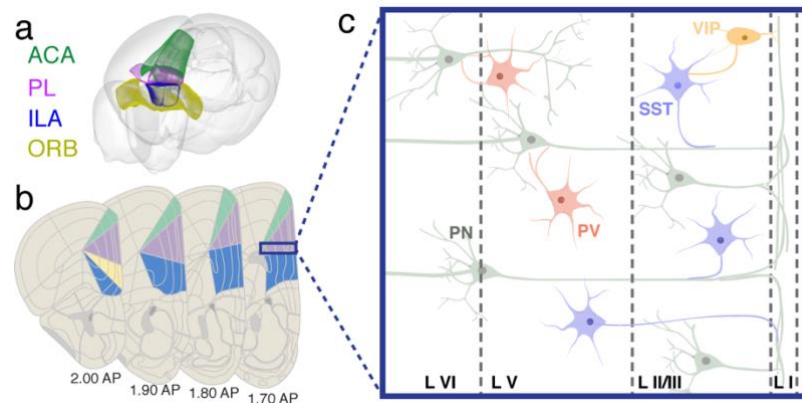 a
ACA
PL
ILA
ORB
b
2.00 AP
1.90 AP
1.80 AP
1.70 AP
c
VIP
SST
PN
PV
L VI
L V
L II/III
L I